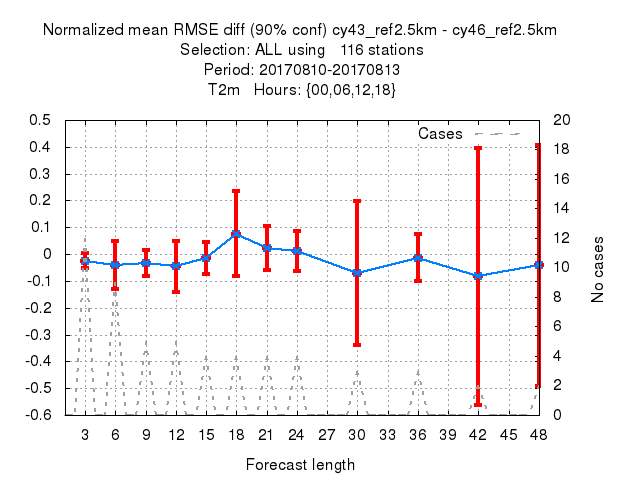 Normalized mean RMSE diff (90% conf) cy43_ref2.5km - cy46_ref2.5km
Selection: ALL using   116 stations
Period: 20170810-20170813
T2m   Hours: {00,06,12,18}
Cases
0.5
0.4
0.3
0.2
0.1
0
-0.1
-0.2
-0.3
-0.4
-0.5
-0.6
20
18
16
14
12
10
8
6
4
2
0
No cases
3 6 9 12 15 18 21 24 27 30 33 36 39 42 45 48
Forecast length